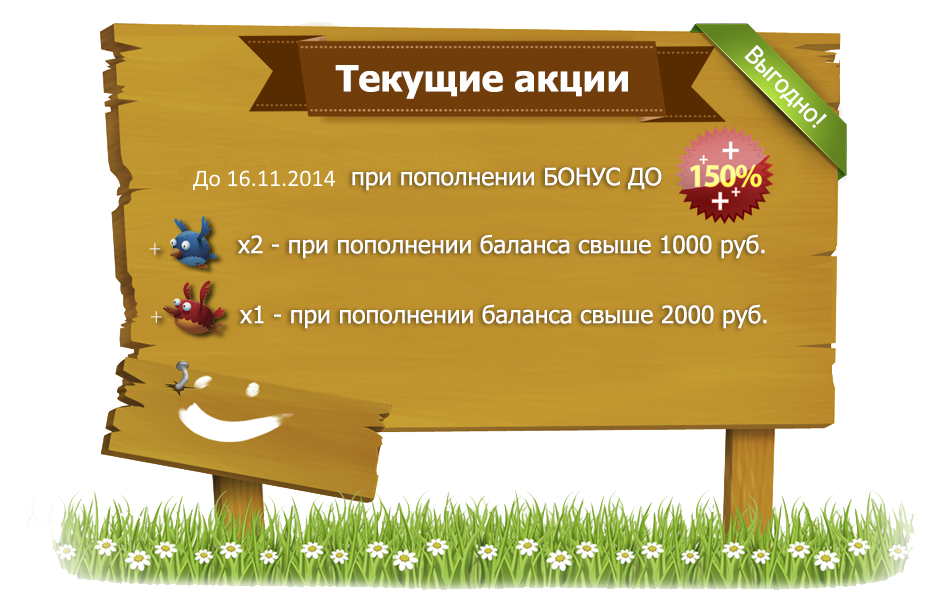 Текущие акции
Выгодно!
До 16.11.2014 при пополнении БОНУС ДО 150%
+ x2 - при пополнении баланса свыше 1000 руб.
+ x1 - при пополнении баланса свыше 2000 руб.